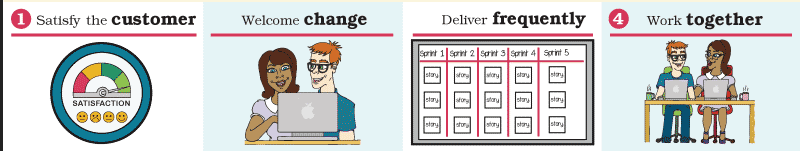 1 Satisfy the customer
SATISFACTION
Welcome change
Deliver frequently
Sprint 1 Sprint 2 Sprint 3 Sprint 4 Sprint 5
story story story story story
story story story story story
story story story story story
4 Work together